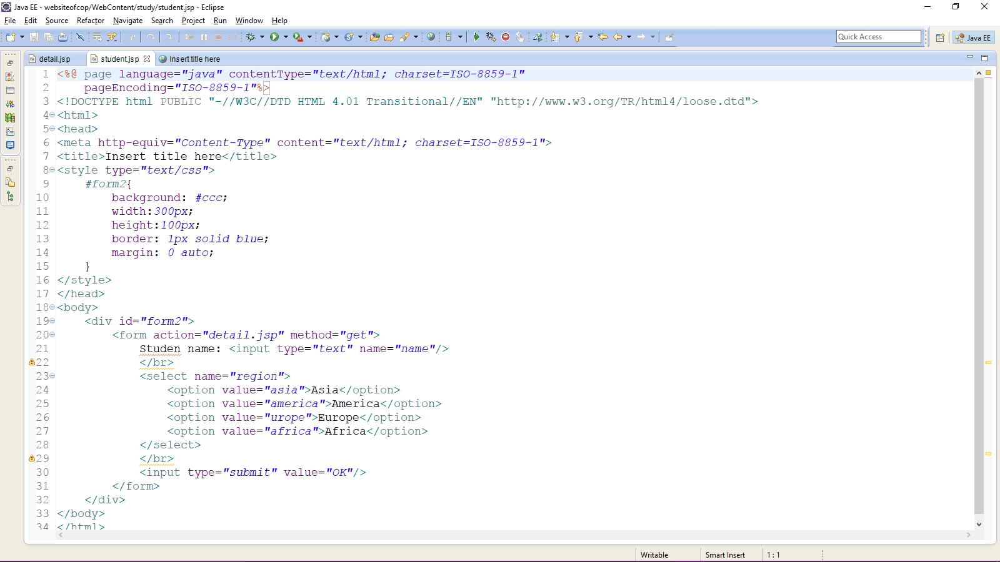 Java EE - websiteofcop/WebContent/study/student.jsp - Eclipse
File Edit Source Refactor Navigate Search Project Run Window Help
Quick Access
Java EE
detail.jsp student.jsp Insert title here
1 <%@ page language="java" contentType="text/html; charset=ISO-8859-1"
2     pageEncoding="ISO-8859-1"%>
3 <!DOCTYPE html PUBLIC "-//W3C//DTD HTML 4.01 Transitional//EN" "http://www.w3.org/TR/html4/loose.dtd">
4 <html>
5 <head>
6 <meta http-equiv="Content-Type" content="text/html; charset=ISO-8859-1">
7 <title>Insert title here</title>
8 <style type="text/css">
9     #form2{
10         background: #ccc;
11         width:300px;
12         height:100px;
13         border: 1px solid blue;
14         margin: 0 auto;
15     }
16 </style>
17 </head>
18 <body>
19     <div id="form2">
20         <form action="detail.jsp" method="get">
21             Studen name: <input type="text" name="name"/>
22             </br>
23             <select name="region">
24                 <option value="asia">Asia</option>
25                 <option value="america">America</option>
26                 <option value="urope">Europe</option>
27                 <option value="africa">Africa</option>
28             </select>
29             </br>
30             <input type="submit" value="OK"/>
31         </form>
32     </div>
33 </body>
34 </html>
Writable Smart Insert 1 : 1